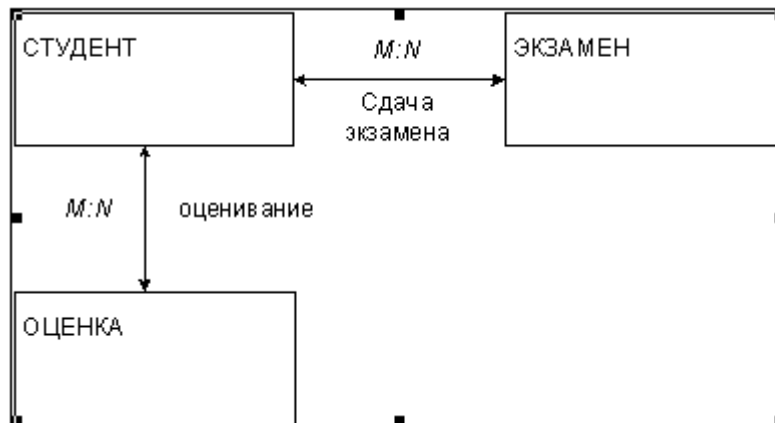 СТУДЕНТ
M:N
ЭКЗАМЕН
Сдача
экзамена
M:N
оценивание
ОЦЕНКА